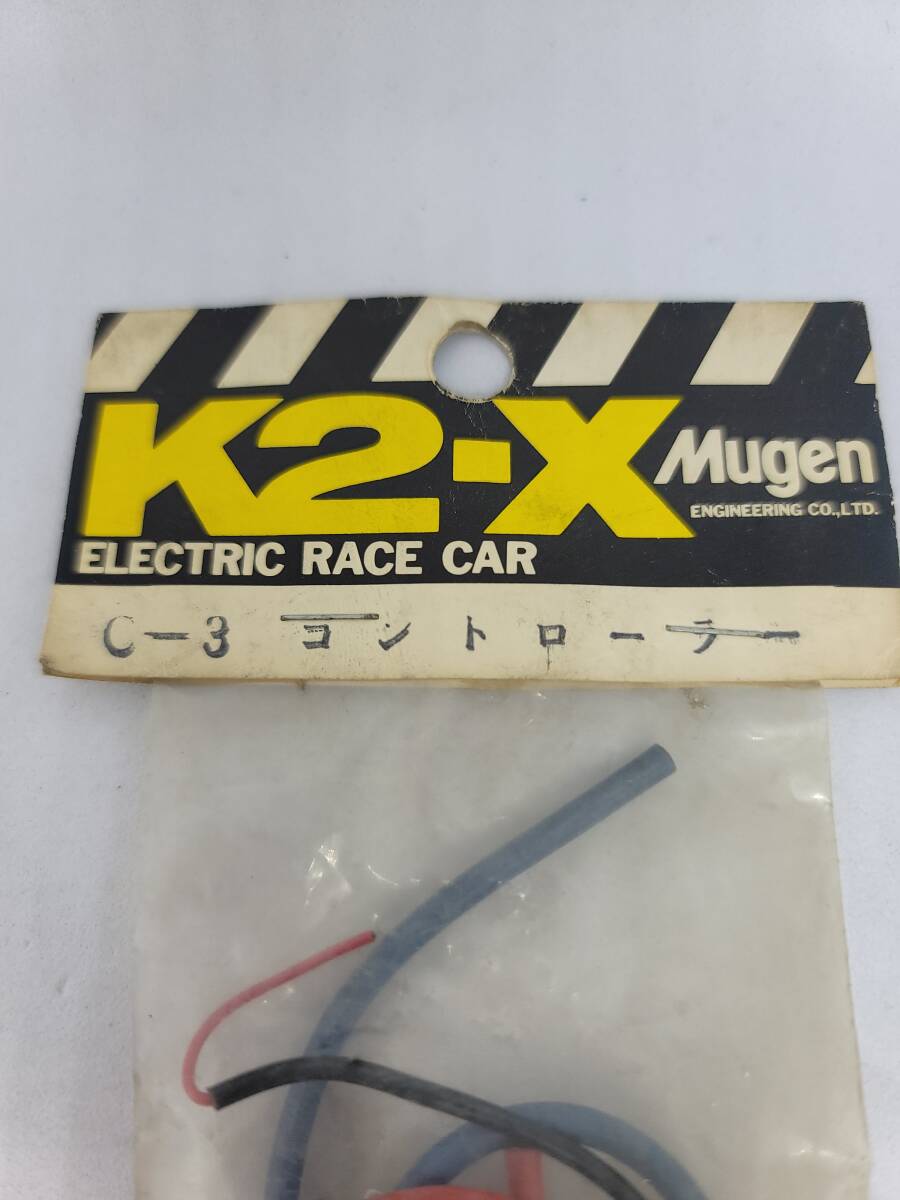 K2·X
Mugen
ENGINEERING CO.,LTD.
ELECTRIC RACE CAR
C-3 コントローラー